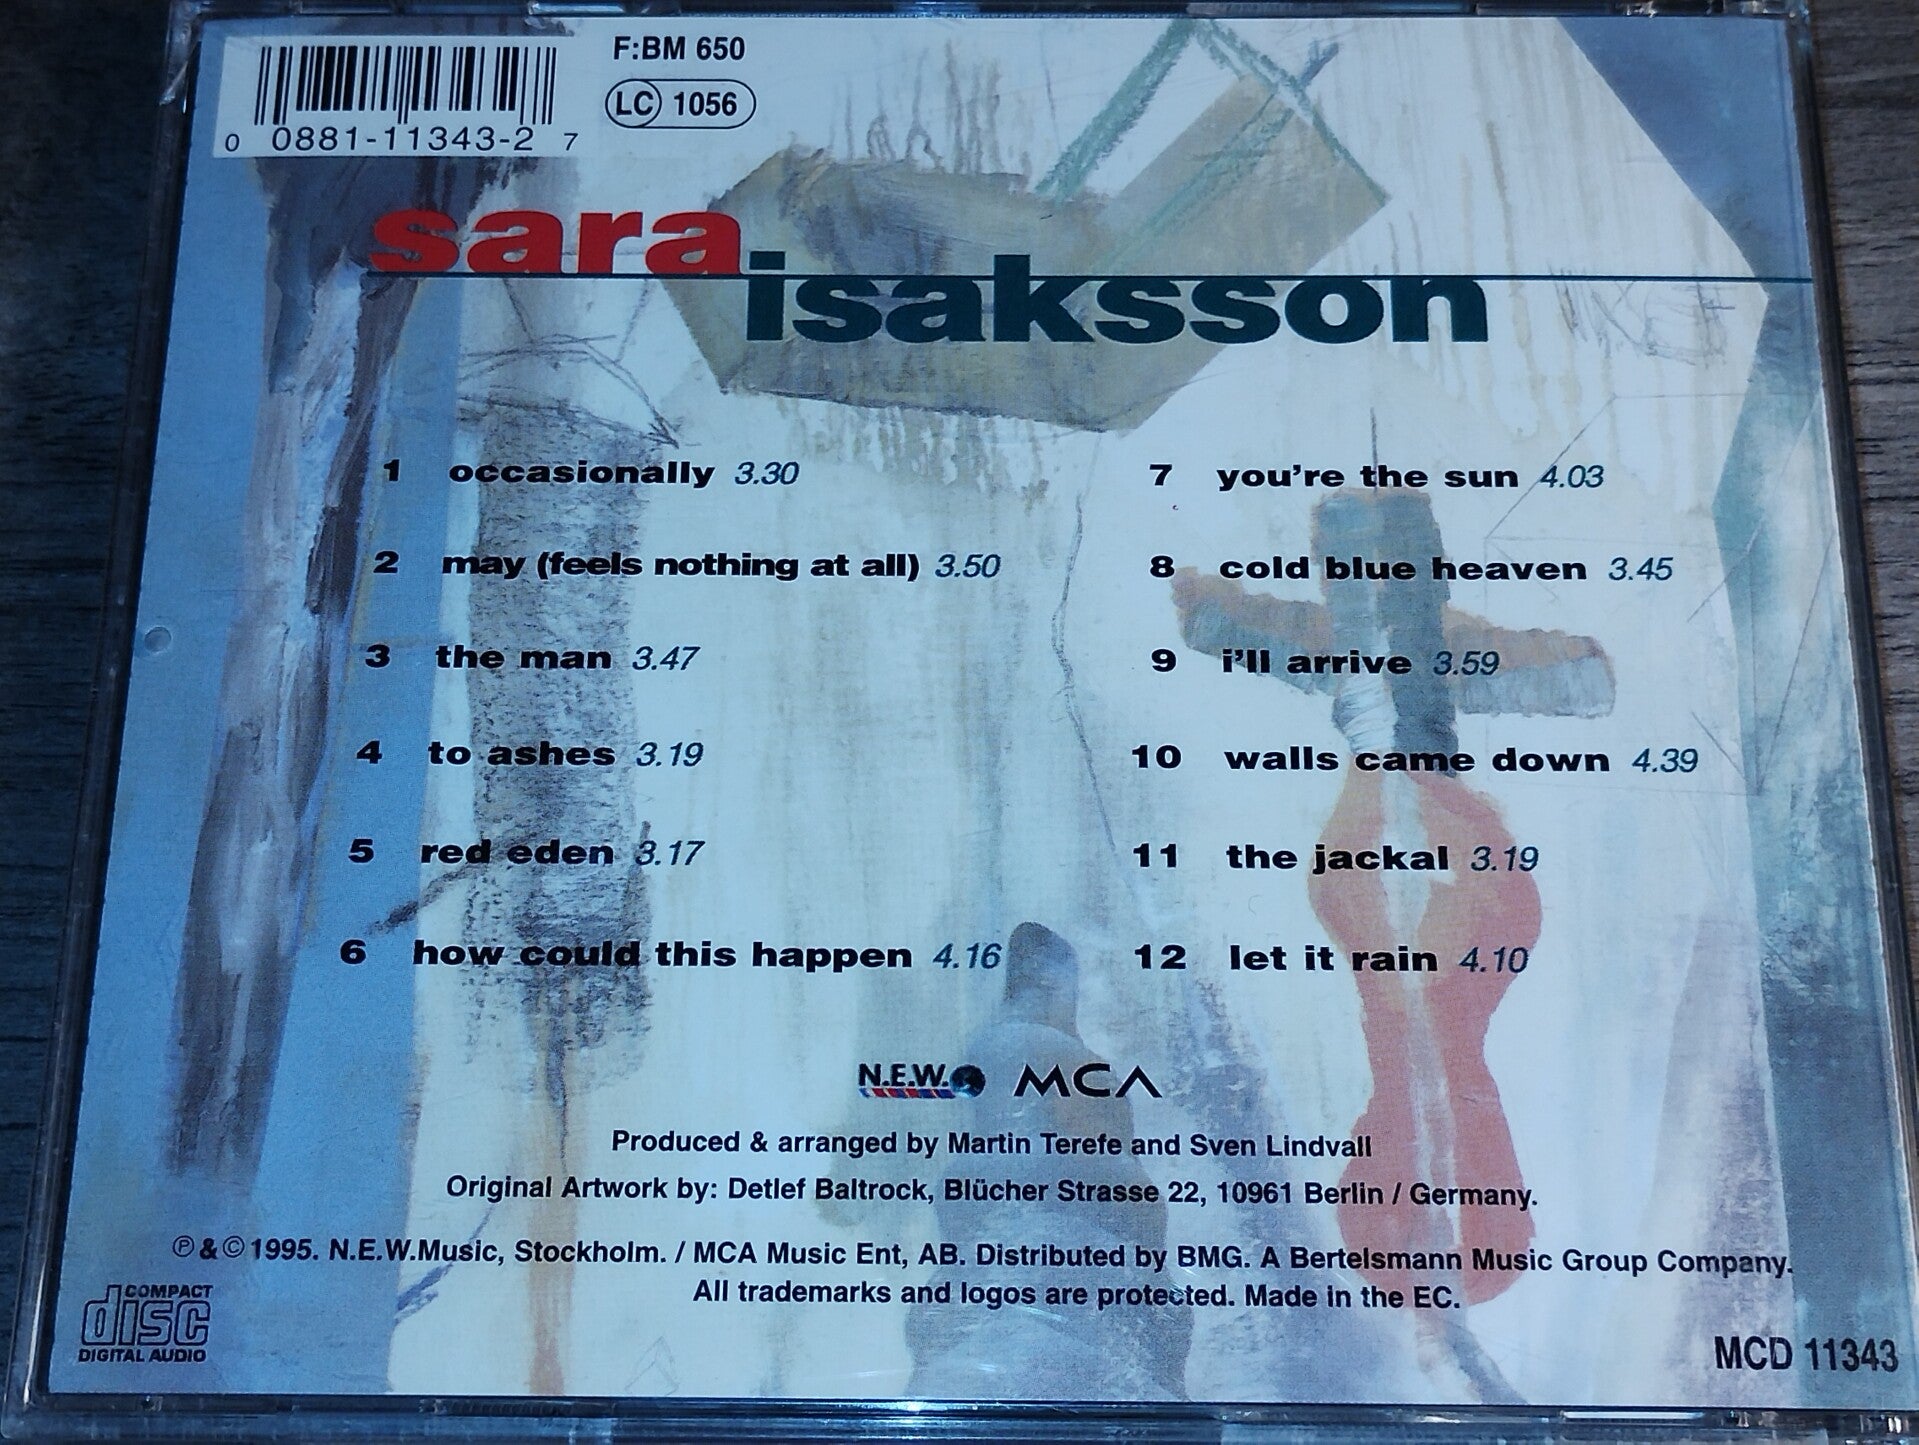 F:BM 650
LC 1056
0 0881-11343-2 7
sara
isaksson
1 occasionally 3.30
2 may (feels nothing at all) 3.50
3 the man 3.47
4 to ashes 3.19
5 red eden 3.17
6 how could this happen 4.16
7 you're the sun 4.03
8 cold blue heaven 3.45
9 i'll arrive 3.59
10 walls came down 4.39
11 the jackal 3.19
12 let it rain 4.10
N.E.W. MCA
Produced & arranged by Martin Terefe and Sven Lindvall
Original Artwork by: Detlef Baltrock, Blücher Strasse 22, 10961 Berlin / Germany.
℗ & © 1995. N.E.W.Music, Stockholm. / MCA Music Ent, AB. Distributed by BMG. A Bertelsmann Music Group Company.
All trademarks and logos are protected. Made in the EC.
COMPACT
disc
DIGITAL AUDIO
MCD 11343